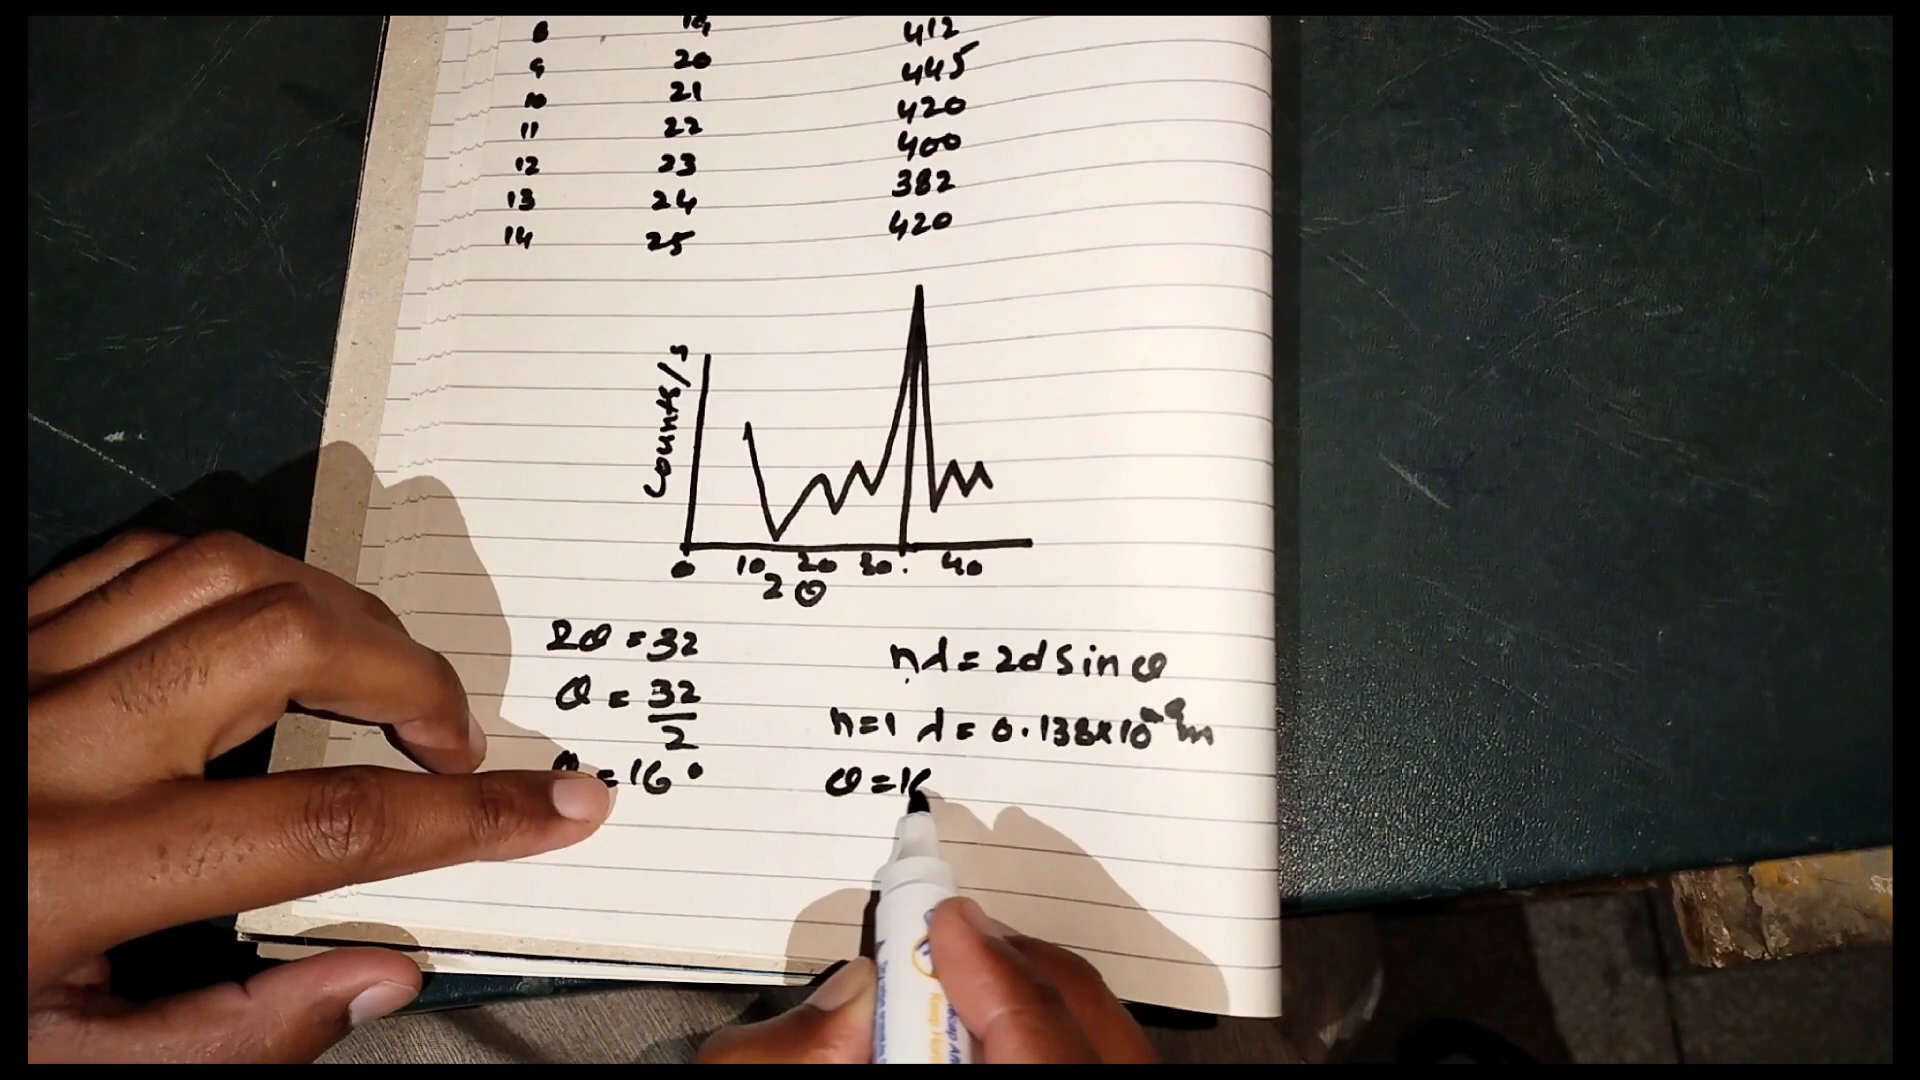 8 19 412
9 20 445
10 21 420
11 22 400
12 23 382
13 24 420
14 25
Counts/s
0 10 20 30. 40
2θ
2θ = 32
θ = 32
2
θ = 16°
nλ = 2d Sin θ
n=1 λ = 0.138×10⁻⁹m
θ = 16